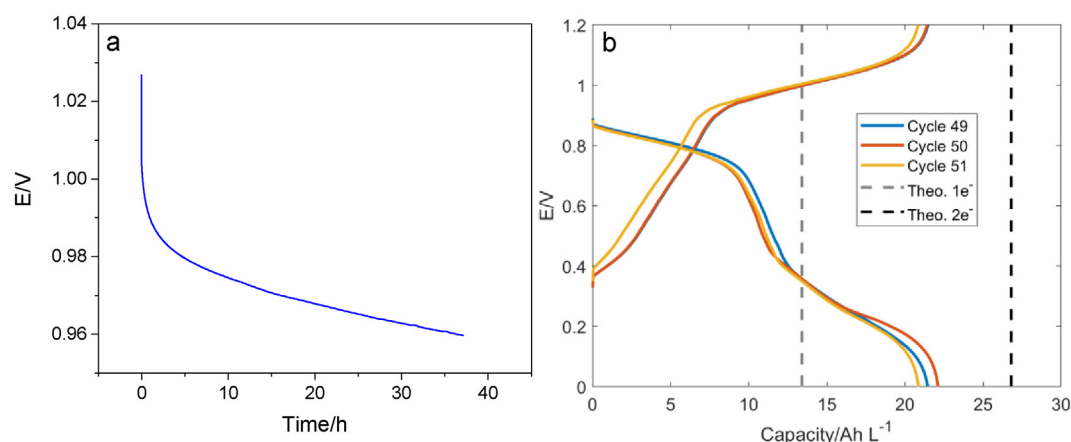 a
1.04
1.02
1.00
0.98
0.96
E/V
0
10
20
30
40
Time/h
b
1.2
1
0.8
0.6
0.4
0.2
0
E/V
Cycle 49
Cycle 50
Cycle 51
Theo. 1e⁻
Theo. 2e⁻
0
5
10
15
20
25
30
Capacity/Ah L⁻¹